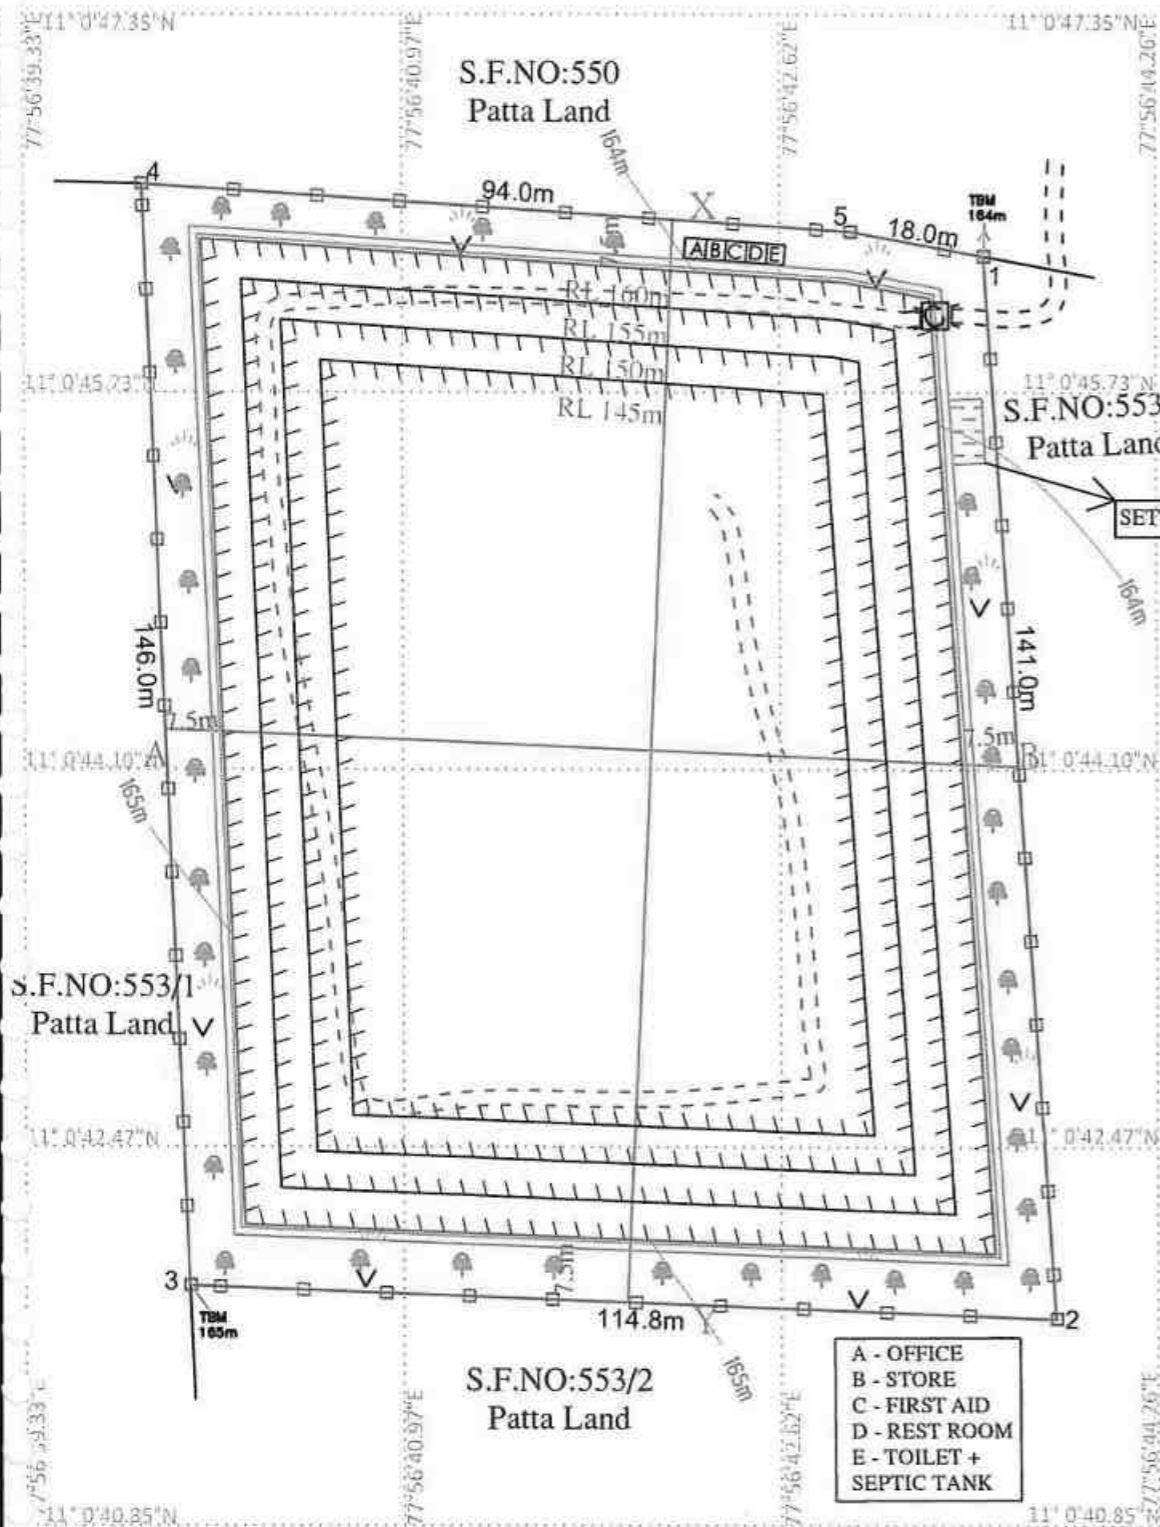 11° 0'47.35"N
11° 0'47.35"N
77°56'39.33"E
77°56'40.97"E
77°56'42.62"E
77°56'44.26"E
S.F.NO:550
Patta Land
164m
4
94.0m
X
5
18.0m
TBM
164m
1
A B C D E
RL 160m
RL 155m
RL 150m
RL 145m
11° 0'45.73"N
11° 0'45.73"N
S.F.NO:553
Patta Land
SET
164m
146.0m
141.0m
7.5m
7.5m
A
B
11° 0'44.10"N
11° 0'44.10"N
165m
S.F.NO:553/1
Patta Land
11° 0'42.47"N
11° 0'42.47"N
3
TBM
165m
7.5m
114.8m
Y
2
165m
S.F.NO:553/2
Patta Land
A - OFFICE
B - STORE
C - FIRST AID
D - REST ROOM
E - TOILET +
SEPTIC TANK
77°56'40.97"E
77°56'42.62"E
77°56'44.26"E
11° 0'40.85"N
11° 0'40.85"N